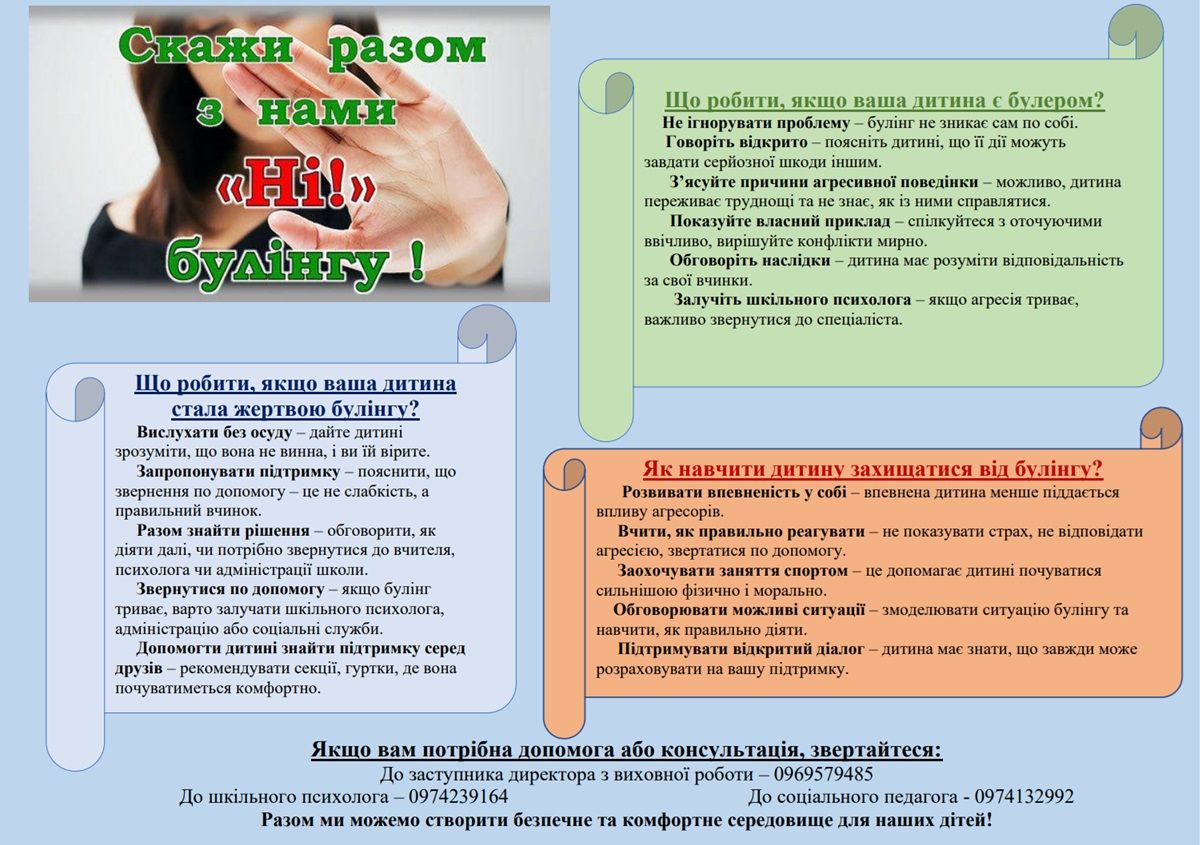 Скажи разом
з нами
«Ні!»
булінгу !
Що робити, якщо ваша дитина є булером?
Не ігнорувати проблему – булінг не зникає сам по собі.
Говоріть відкрито – поясніть дитині, що її дії можуть
завдати серйозної шкоди іншим.
З’ясуйте причини агресивної поведінки – можливо, дитина
переживає труднощі та не знає, як із ними справлятися.
Показуйте власний приклад – спілкуйтеся з оточуючими
ввічливо, вирішуйте конфлікти мирно.
Обговоріть наслідки – дитина має розуміти відповідальність
за свої вчинки.
Залучіть шкільного психолога – якщо агресія триває,
важливо звернутися до спеціаліста.
Що робити, якщо ваша дитина
стала жертвою булінгу?
Вислухати без осуду – дайте дитині
зрозуміти, що вона не винна, і ви їй вірите.
Запропонувати підтримку – пояснити, що
звернення по допомогу – це не слабкість, а
правильний вчинок.
Разом знайти рішення – обговорити, як
діяти далі, чи потрібно звернутися до вчителя,
психолога чи адміністрації школи.
Звернутися по допомогу – якщо булінг
триває, варто залучати шкільного психолога,
адміністрацію або соціальні служби.
Допомогти дитині знайти підтримку серед
друзів – рекомендувати секції, гуртки, де вона
почуватиметься комфортно.
Як навчити дитину захищатися від булінгу?
Розвивати впевненість у собі – впевнена дитина менше піддається
впливу агресорів.
Вчити, як правильно реагувати – не показувати страх, не відповідати
агресією, звертатися по допомогу.
Заохочувати заняття спортом – це допомагає дитині почуватися
сильнішою фізично і морально.
Обговорювати можливі ситуації – змоделювати ситуацію булінгу та
навчити, як правильно діяти.
Підтримувати відкритий діалог – дитина має знати, що завжди може
розраховувати на вашу підтримку.
Якщо вам потрібна допомога або консультація, звертайтеся:
До заступника директора з виховної роботи – 0969579485
До шкільного психолога – 0974239164 До соціального педагога - 0974132992
Разом ми можемо створити безпечне та комфортне середовище для наших дітей!